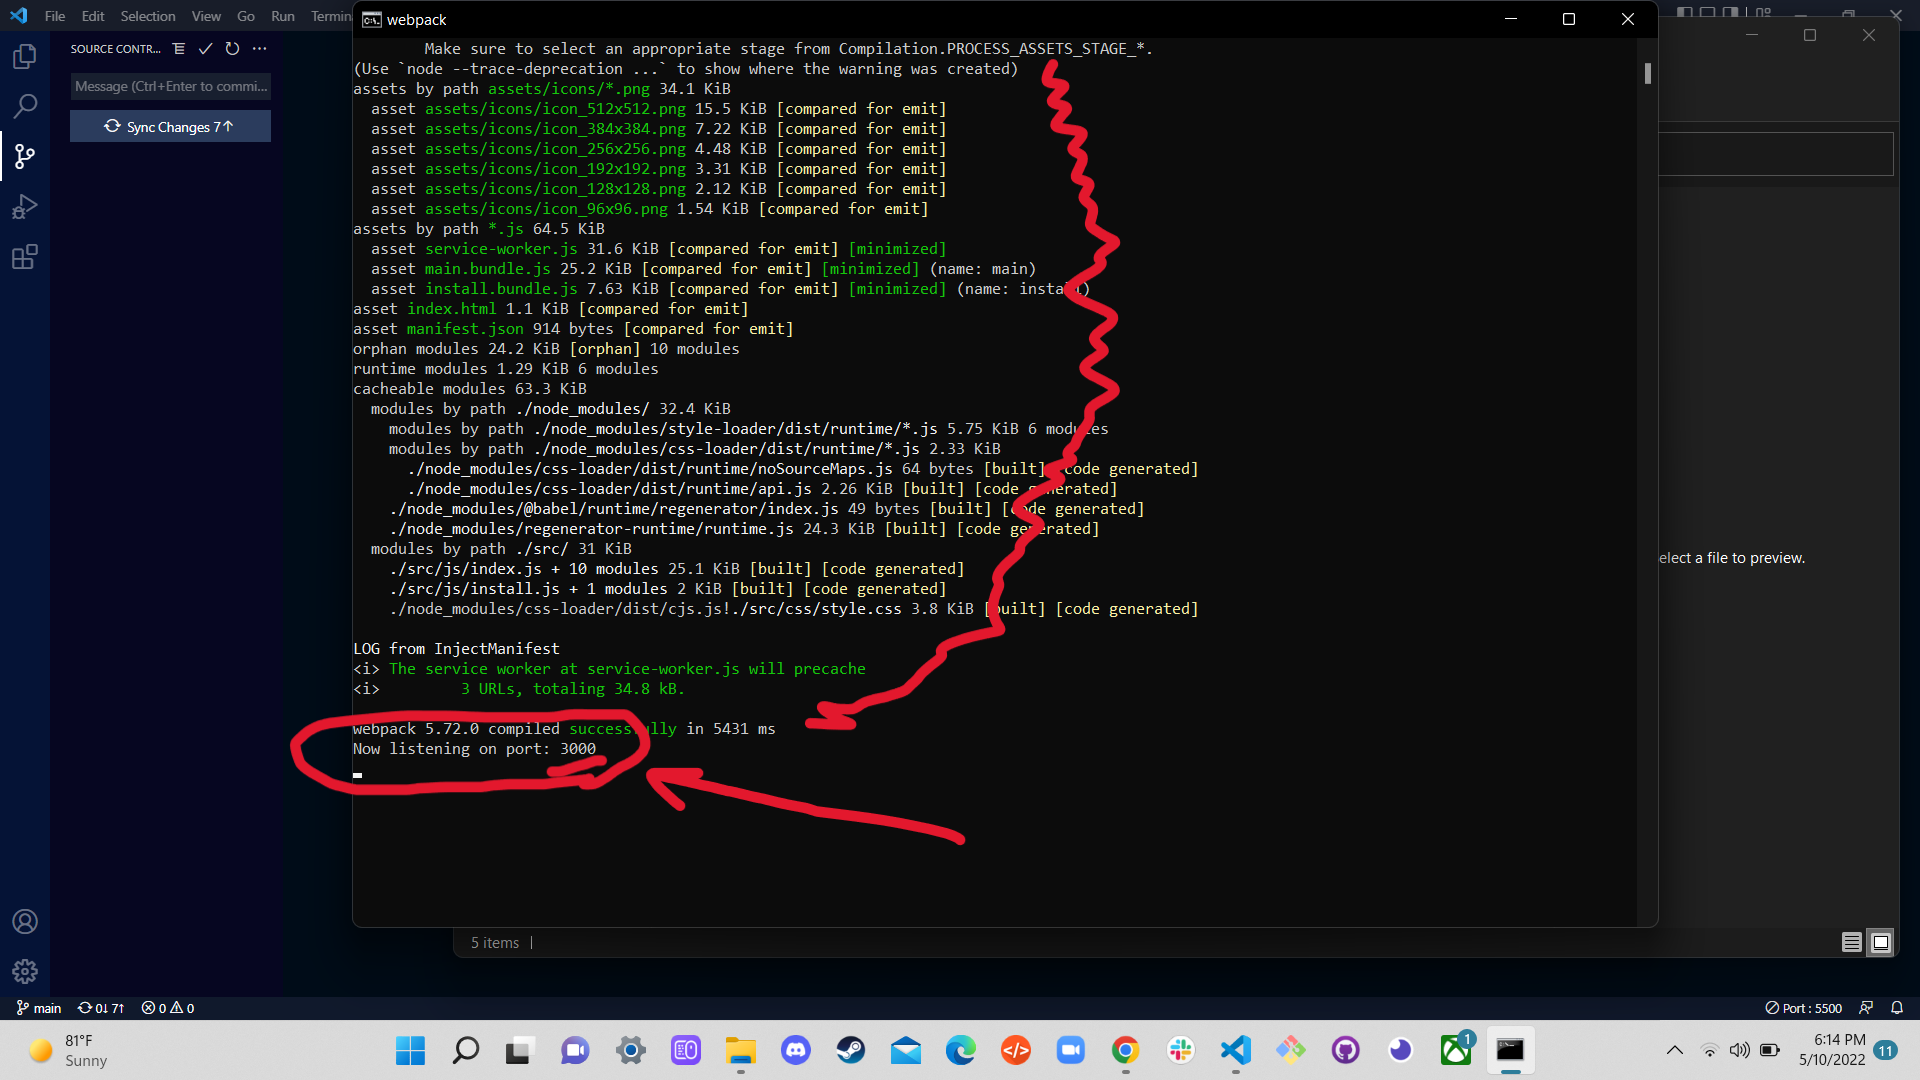 File Edit Selection View Go Run Termin
webpack
SOURCE CONTR...
Message (Ctrl+Enter to commi...
Sync Changes 7↑
Make sure to select an appropriate stage from Compilation.PROCESS_ASSETS_STAGE_*.
(Use `node --trace-deprecation ...` to show where the warning was created)
assets by path assets/icons/*.png 34.1 KiB
asset assets/icons/icon_512x512.png 15.5 KiB [compared for emit]
asset assets/icons/icon_384x384.png 7.22 KiB [compared for emit]
asset assets/icons/icon_256x256.png 4.48 KiB [compared for emit]
asset assets/icons/icon_192x192.png 3.31 KiB [compared for emit]
asset assets/icons/icon_128x128.png 2.12 KiB [compared for emit]
asset assets/icons/icon_96x96.png 1.54 KiB [compared for emit]
assets by path *.js 64.5 KiB
asset service-worker.js 31.6 KiB [compared for emit] [minimized]
asset main.bundle.js 25.2 KiB [compared for emit] [minimized] (name: main)
asset install.bundle.js 7.63 KiB [compared for emit] [minimized] (name: install)
asset index.html 1.1 KiB [compared for emit]
asset manifest.json 914 bytes [compared for emit]
orphan modules 24.2 KiB [orphan] 10 modules
runtime modules 1.29 KiB 6 modules
cacheable modules 63.3 KiB
modules by path ./node_modules/ 32.4 KiB
modules by path ./node_modules/style-loader/dist/runtime/*.js 5.75 KiB 6 modules
modules by path ./node_modules/css-loader/dist/runtime/*.js 2.33 KiB
./node_modules/css-loader/dist/runtime/noSourceMaps.js 64 bytes [built] [code generated]
./node_modules/css-loader/dist/runtime/api.js 2.26 KiB [built] [code generated]
./node_modules/@babel/runtime/regenerator/index.js 49 bytes [built] [code generated]
./node_modules/regenerator-runtime/runtime.js 24.3 KiB [built] [code generated]
modules by path ./src/ 31 KiB
./src/js/index.js + 10 modules 25.1 KiB [built] [code generated]
./src/js/install.js + 1 modules 2 KiB [built] [code generated]
./node_modules/css-loader/dist/cjs.js!./src/css/style.css 3.8 KiB [built] [code generated]
LOG from InjectManifest
<i> The service worker at service-worker.js will precache
<i> 3 URLs, totaling 34.8 kB.
webpack 5.72.0 compiled successfully in 5431 ms
Now listening on port: 3000
elect a file to preview.
5 items
main 0↓ 7↑ 0 0
Port : 5500
81°F
Sunny
1
6:14 PM
5/10/2022
11